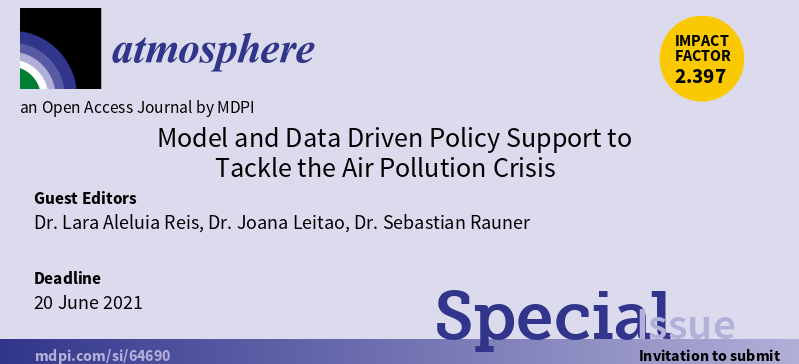 atmosphere
IMPACT
FACTOR
2.397
an Open Access Journal by MDPI
Model and Data Driven Policy Support to
Tackle the Air Pollution Crisis
Guest Editors
Dr. Lara Aleluia Reis, Dr. Joana Leitao, Dr. Sebastian Rauner
Deadline
20 June 2021
Special Issue
mdpi.com/si/64690
Invitation to submit